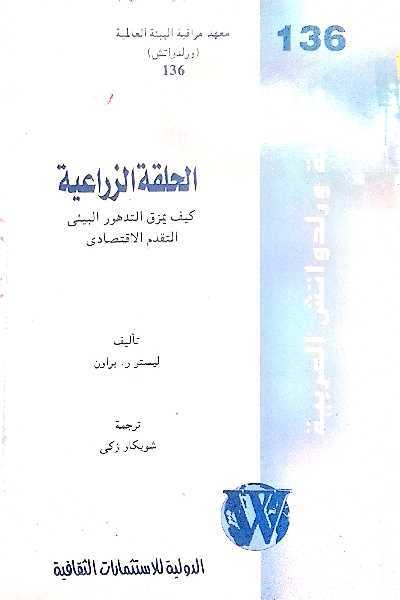 معهد مراقبة البيئة العالمية
(ورلدواتش)
136
136
الحلقة الزراعية
كيف يمزق التدهور البيئى
التقدم الاقتصادى
تأليف
ليستر ر. براون
ترجمة
شويكار زكى
ورلدواتش العربية
W
الدولية للاستثمارات الثقافية